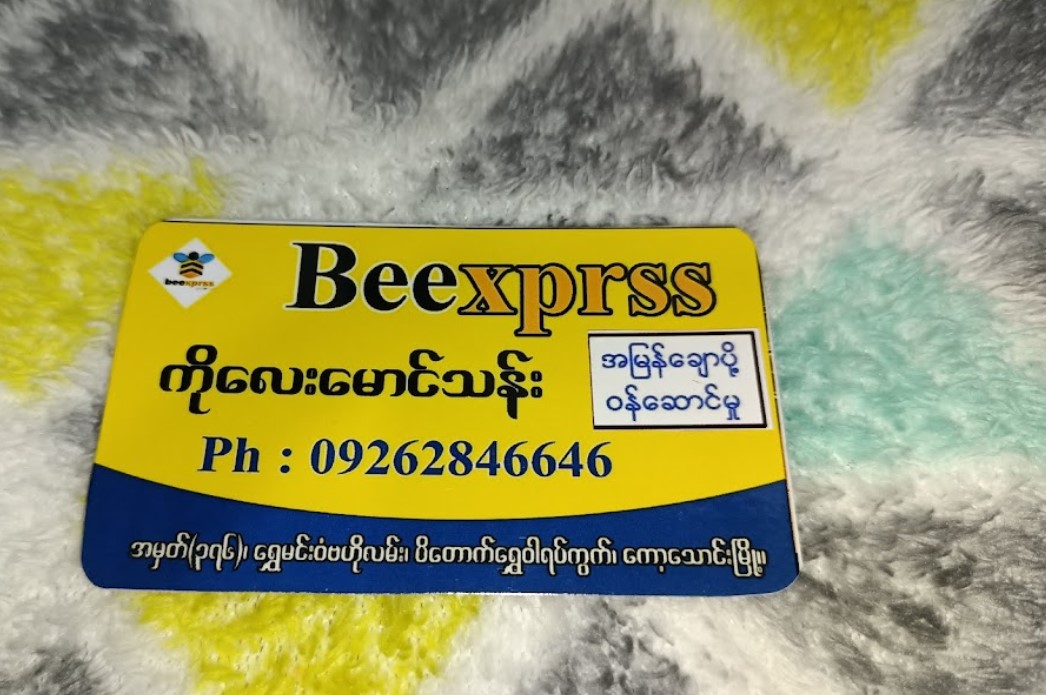 beexprss
Beexprss
ကိုလေးမောင်သန်း
အမြန်ချောပို့
ဝန်ဆောင်မှု
Ph : 09262846646
အမှတ်(၃၇၆)၊ ရွှေမင်းဝံဗဟိုလမ်း၊ ပိတောက်ရွှေဝါရပ်ကွက်၊ ကော့သောင်းမြို့။